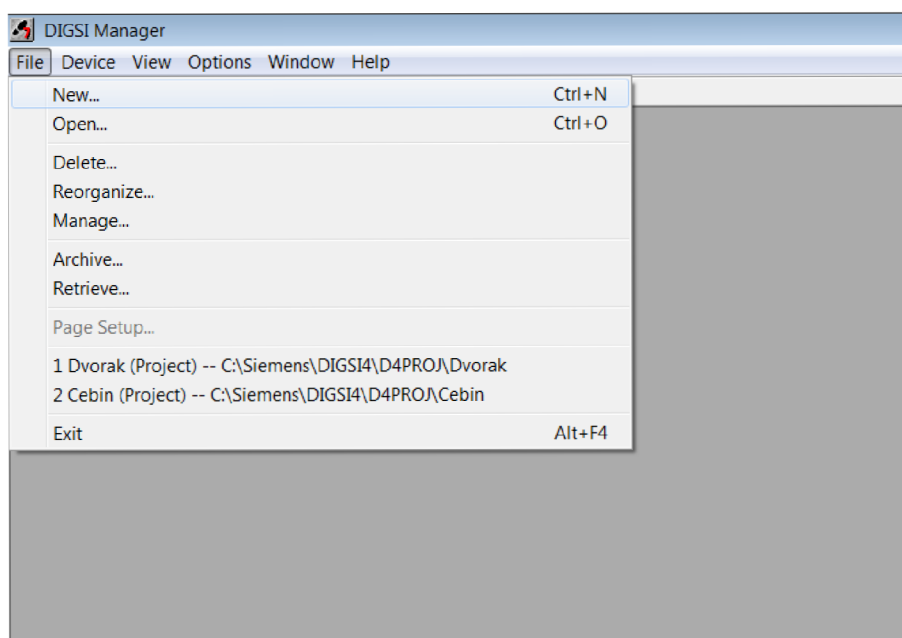 DIGSI Manager
File Device View Options Window Help
New... Ctrl+N
Open... Ctrl+O
Delete...
Reorganize...
Manage...
Archive...
Retrieve...
Page Setup...
1 Dvorak (Project) -- C:\Siemens\DIGSI4\D4PROJ\Dvorak
2 Cebin (Project) -- C:\Siemens\DIGSI4\D4PROJ\Cebin
Exit Alt+F4